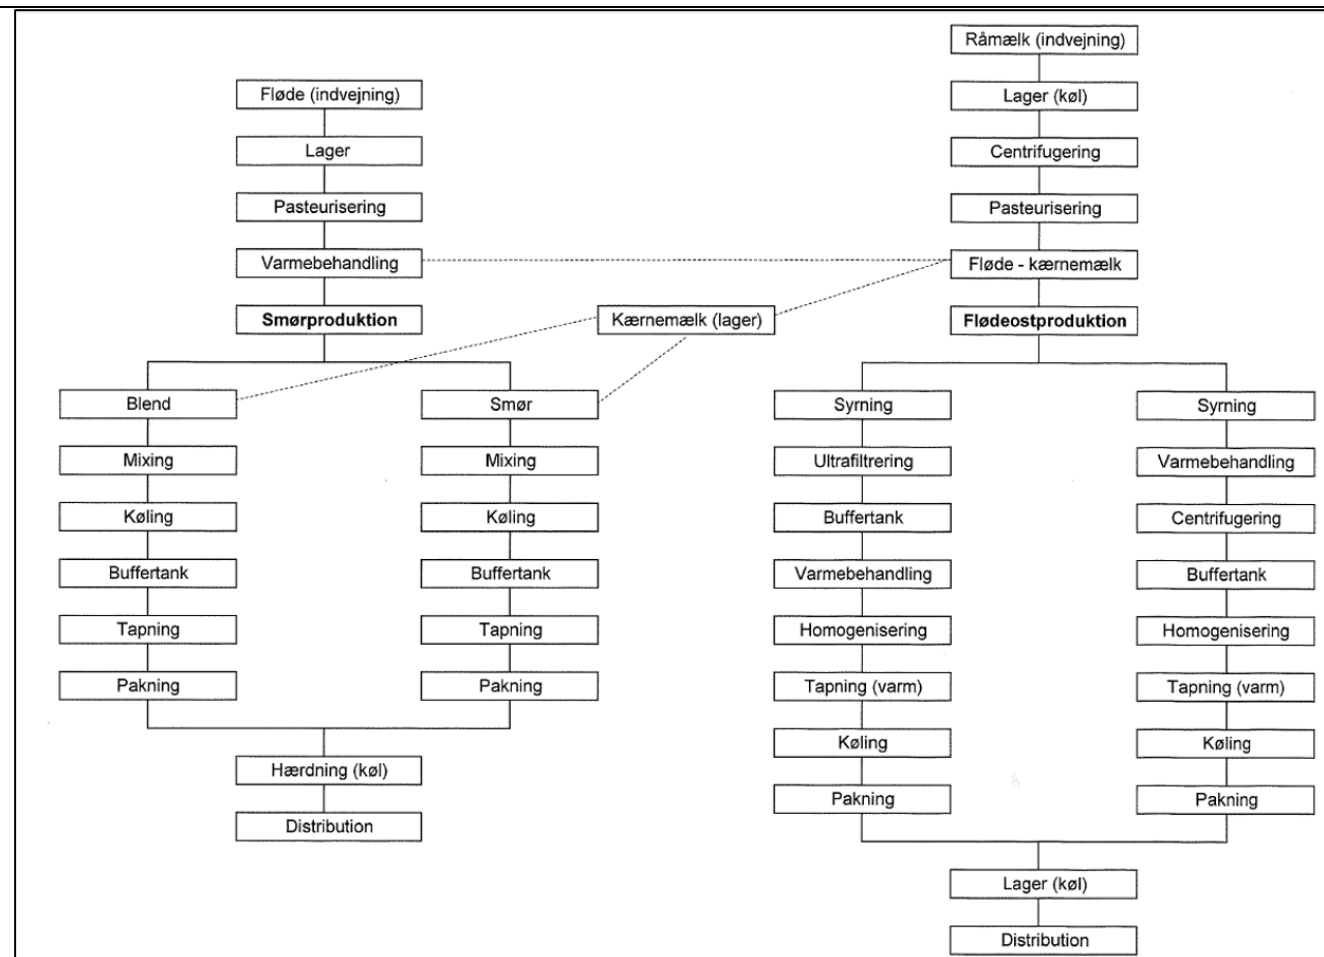 Råmælk (indvejning)
Fløde (indvejning)
Lager (køl)
Lager
Centrifugering
Pasteurisering
Pasteurisering
Varmebehandling
Fløde - kærnemælk
Smørproduktion
Kærnemælk (lager)
Flødeostproduktion
Blend
Smør
Syrning
Syrning
Mixing
Mixing
Ultrafiltrering
Varmebehandling
Køling
Køling
Buffertank
Centrifugering
Buffertank
Buffertank
Varmebehandling
Buffertank
Tapning
Tapning
Homogenisering
Homogenisering
Pakning
Pakning
Tapning (varm)
Tapning (varm)
Køling
Køling
Hærdning (køl)
Pakning
Pakning
Distribution
Lager (køl)
Distribution